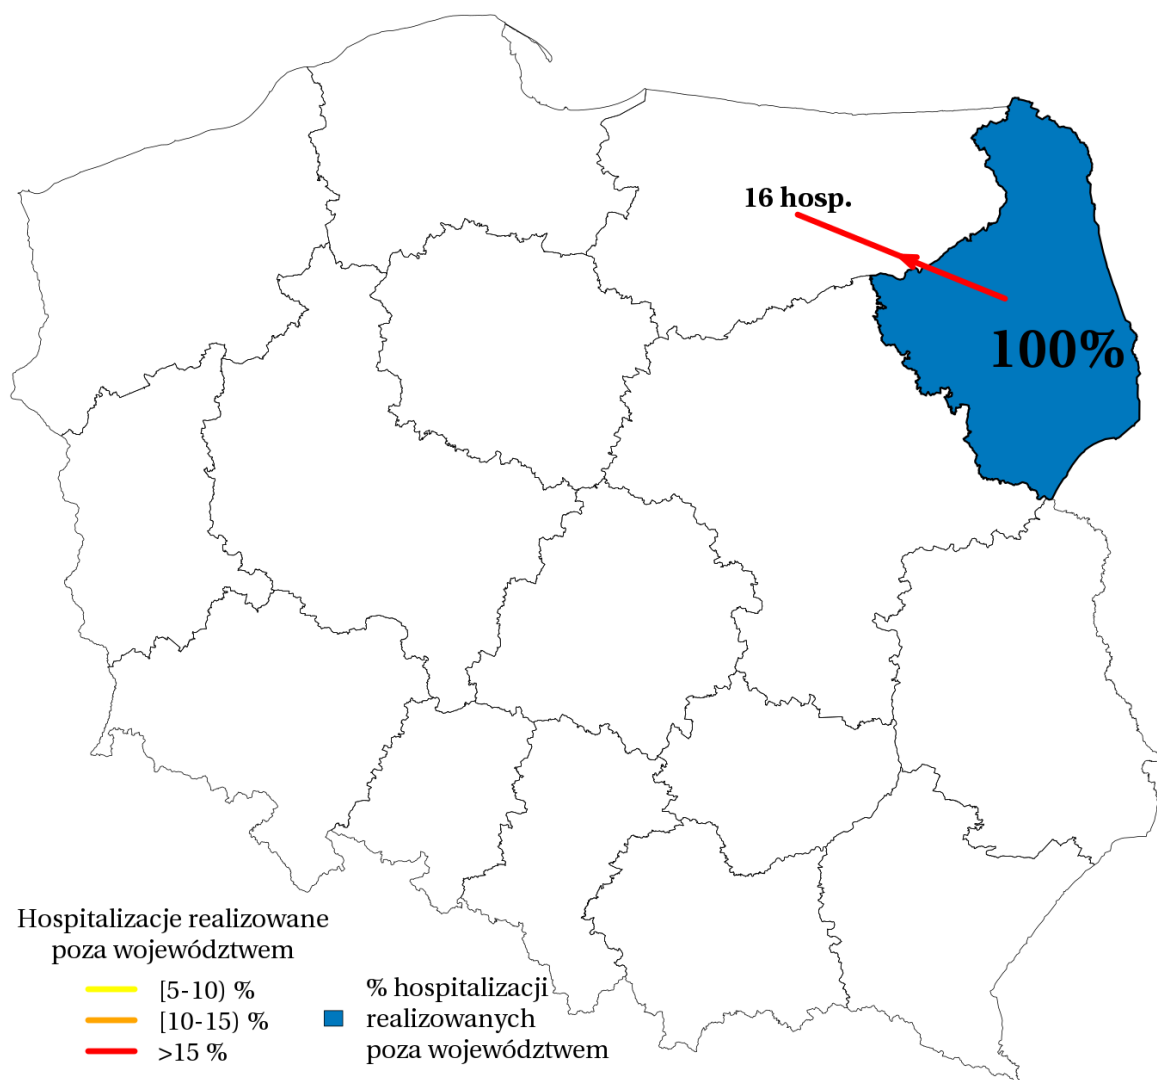 16 hosp.
100%
Hospitalizacje realizowane
poza województwem
[5-10) %
[10-15) %
>15 %
% hospitalizacji
realizowanych
poza województwem